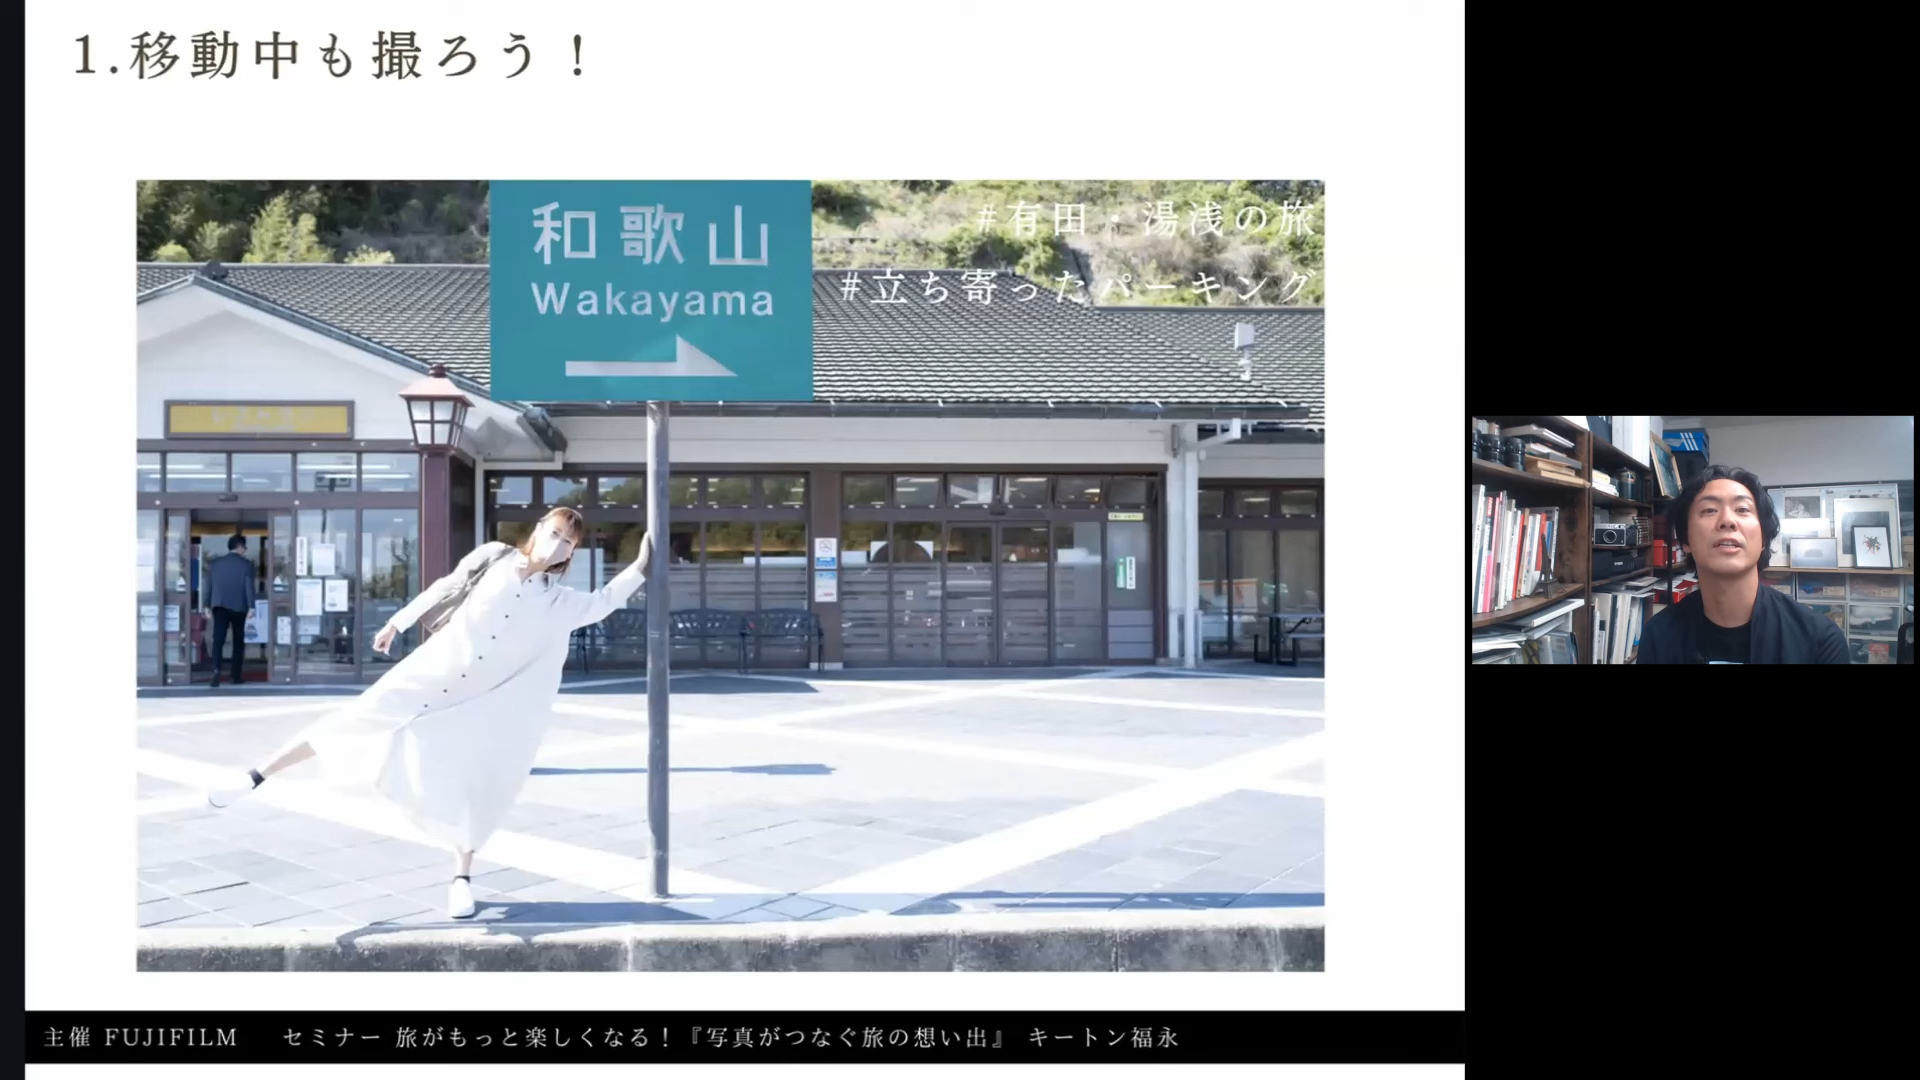 1.移動中も撮ろう！
#有田・湯浅の旅
#立ち寄ったパーキング
和歌山
Wakayama
主催 FUJIFILM セミナー 旅がもっと楽しくなる！『写真がつなぐ旅の想い出』 キートン福永